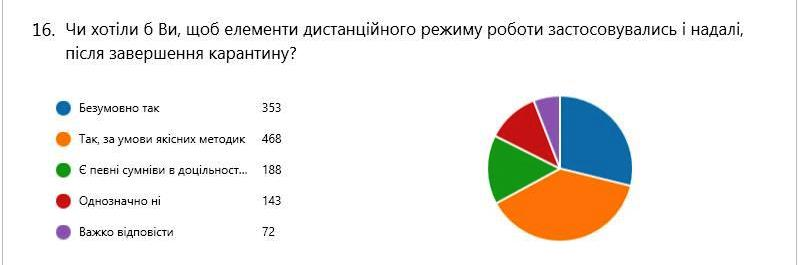 16. Чи хотіли б Ви, щоб елементи дистанційного режиму роботи застосовувались і надалі,
після завершення карантину?
Безумовно так 353
Так, за умови якісних методик 468
Є певні сумніви в доцільност... 188
Однозначно ні 143
Важко відповісти 72